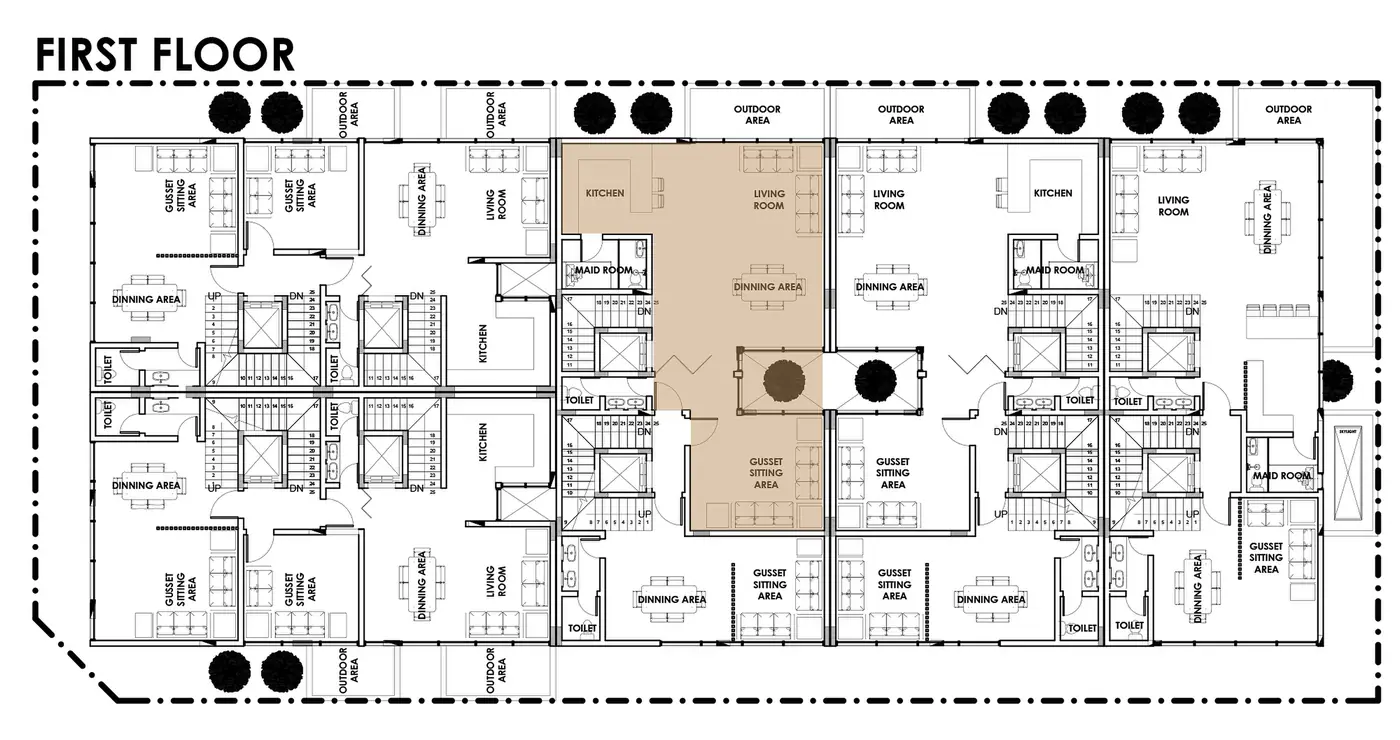 FIRST FLOOR
OUTDOOR
AREA
OUTDOOR
AREA
OUTDOOR
AREA
OUTDOOR
AREA
OUTDOOR
AREA
GUSSET
SITTING
AREA
GUSSET
SITTING
AREA
DINNING AREA
LIVING
ROOM
KITCHEN
LIVING
ROOM
LIVING
ROOM
KITCHEN
LIVING
ROOM
DINNING AREA
MAID ROOM
MAID ROOM
DINNING AREA
DINNING AREA
DINNING AREA
UP
DN
DN
DN
DN
DN
KITCHEN
TOILET
TOILET
TOILET
TOILET
TOILET
TOILET
TOILET
KITCHEN
DN
DN
DN
SKYLIGHT
DINNING AREA
GUSSET
SITTING
AREA
GUSSET
SITTING
AREA
MAID ROOM
UP
DN
DN
UP
UP
UP
GUSSET
SITTING
AREA
GUSSET
SITTING
AREA
GUSSET
SITTING
AREA
DINNING AREA
LIVING
ROOM
DINNING AREA
GUSSET
SITTING
AREA
GUSSET
SITTING
AREA
DINNING AREA
DINNING AREA
TOILET
TOILET
TOILET
OUTDOOR
AREA
OUTDOOR
AREA